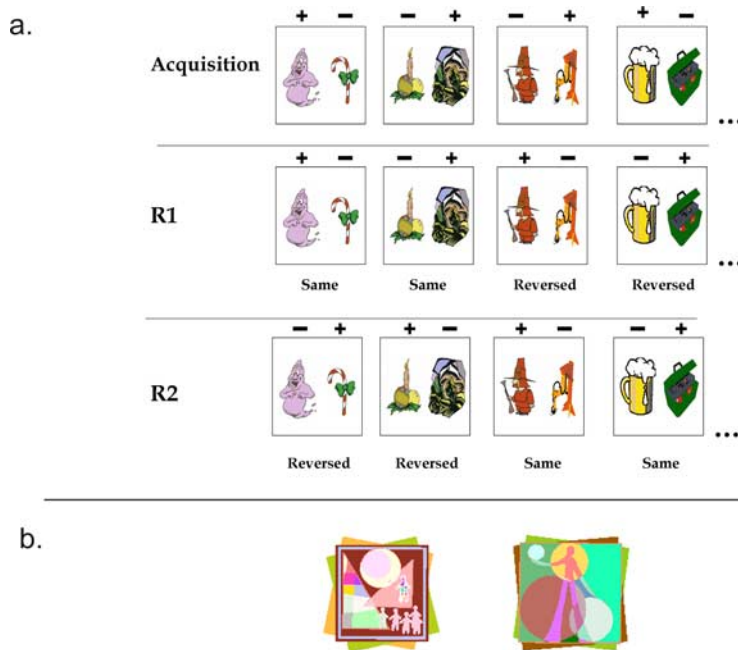 a.
+ − − + − + + −
Acquisition
...
+ − − + + − − +
R1
...
Same Same Reversed Reversed
− + + − + − − +
R2
...
Reversed Reversed Same Same
b.